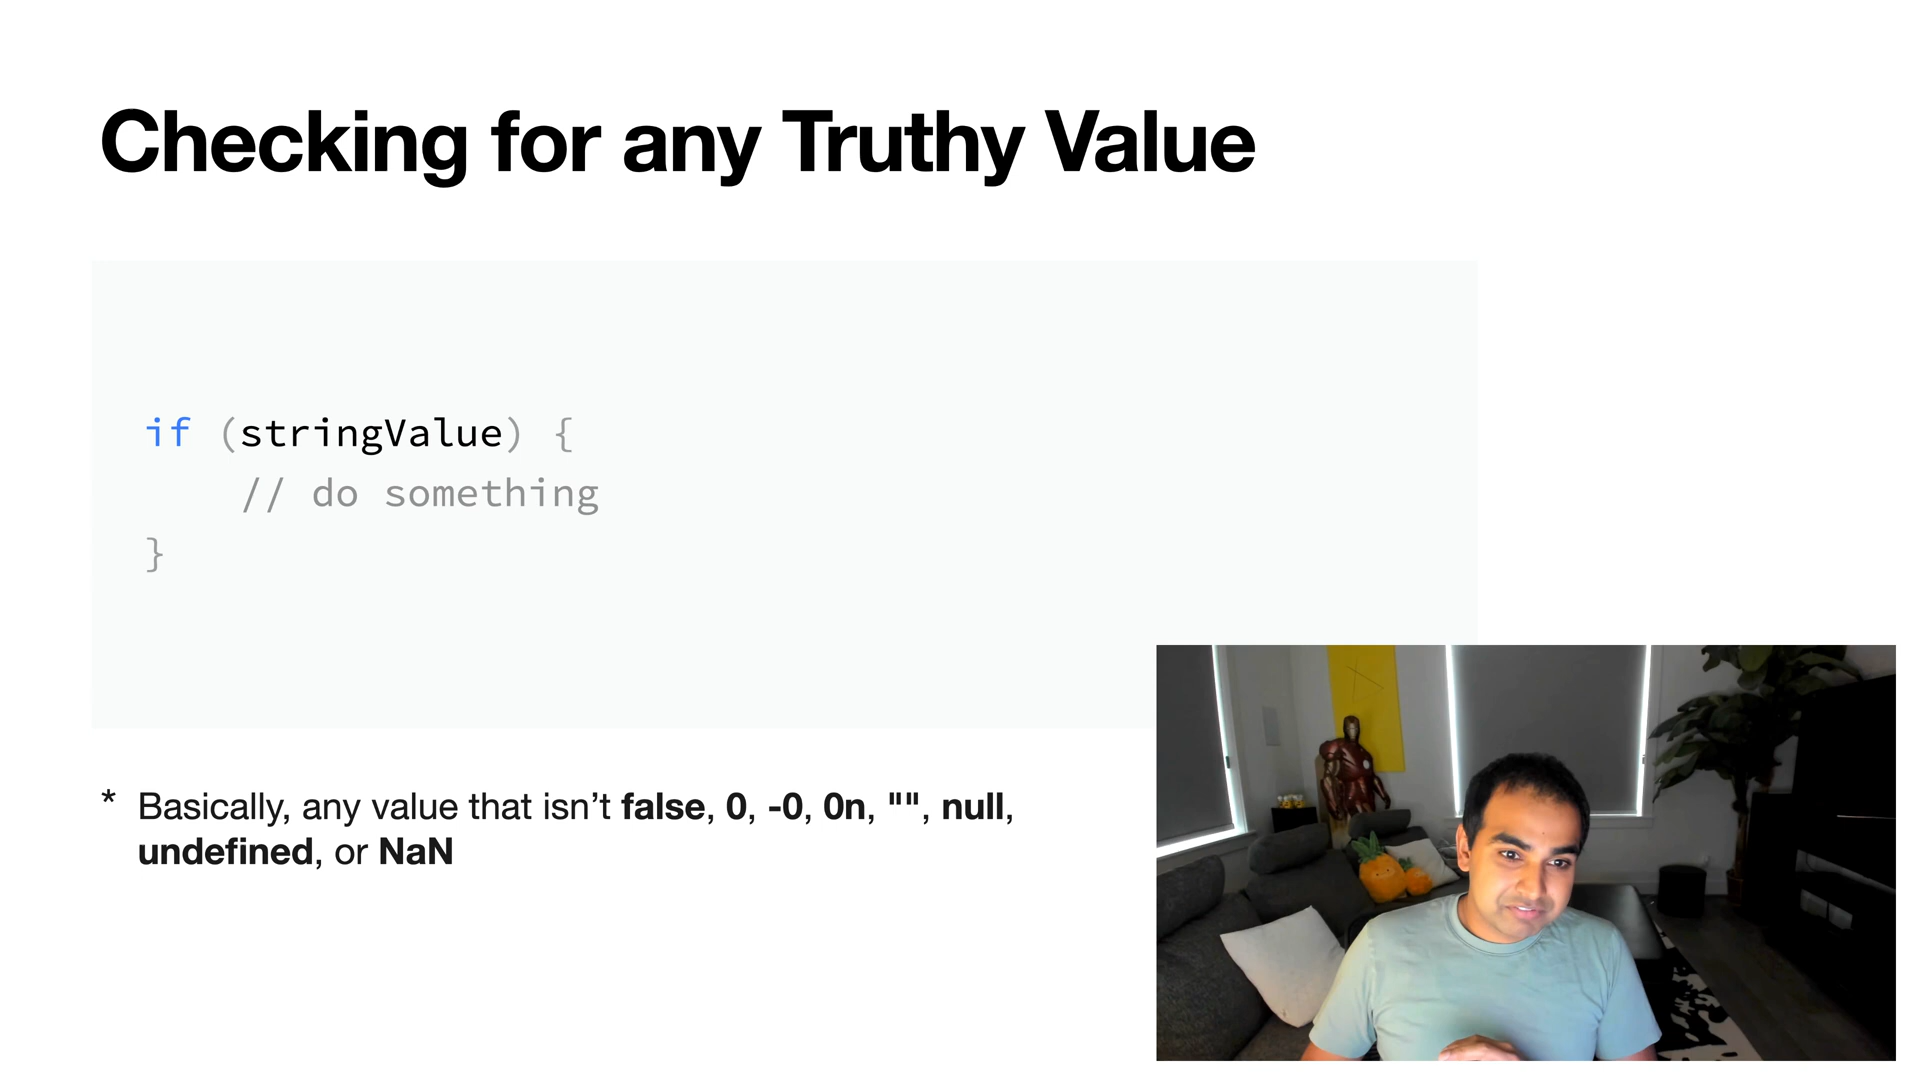 Checking for any Truthy Value
if (stringValue) {
    // do something
}
* Basically, any value that isn’t false, 0, -0, 0n, "", null,
undefined, or NaN